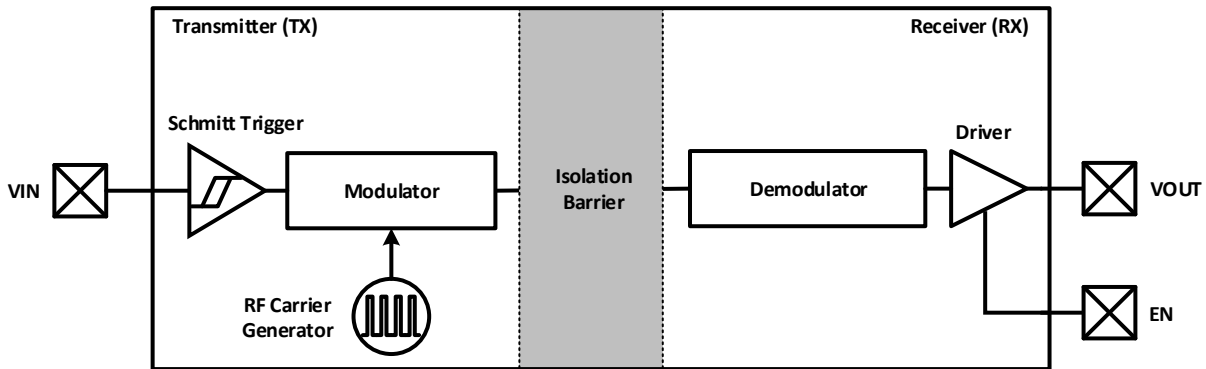 Transmitter (TX)
Receiver (RX)
Schmitt Trigger
Driver
VIN
Modulator
Isolation
Barrier
Demodulator
VOUT
RF Carrier
Generator
EN